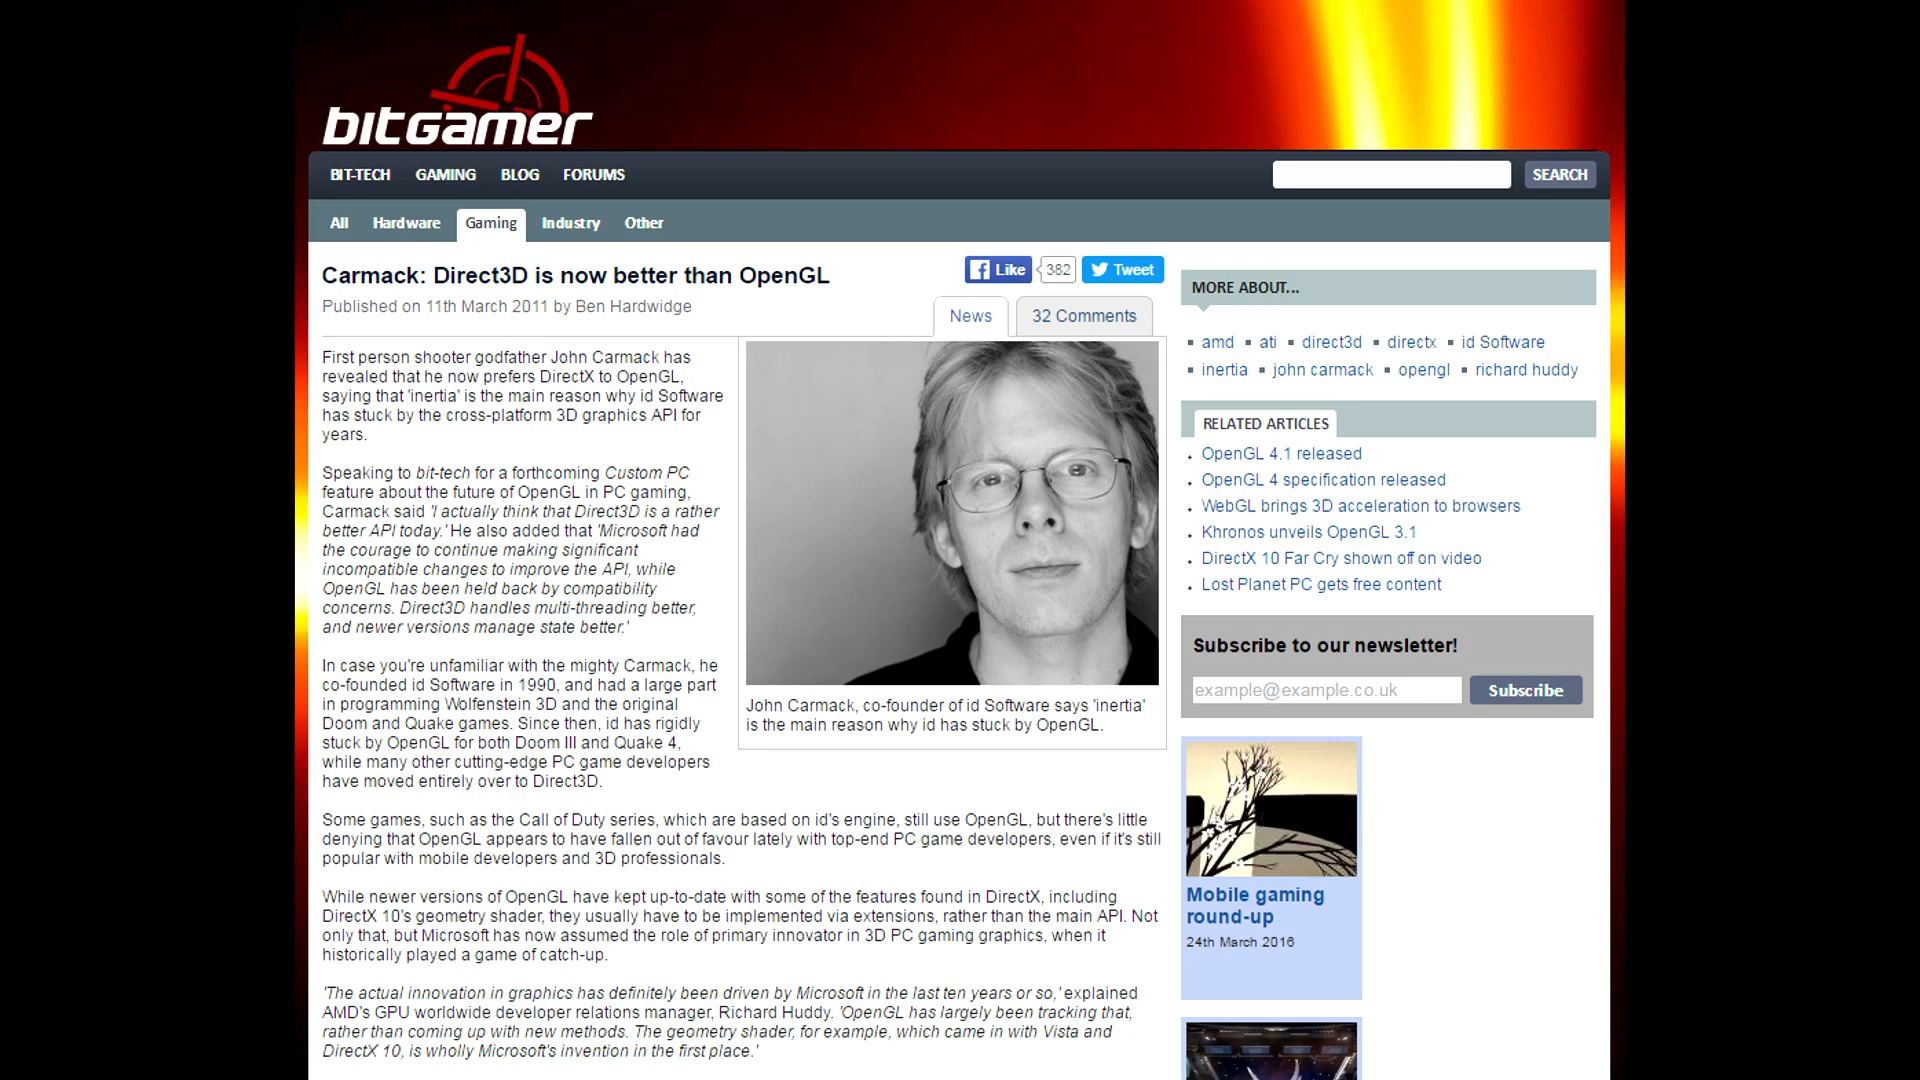 bitgamer
BIT-TECH GAMING BLOG FORUMS
SEARCH
All Hardware Gaming Industry Other
Carmack: Direct3D is now better than OpenGL
Like 382 Tweet
Published on 11th March 2011 by Ben Hardwidge
News 32 Comments
First person shooter godfather John Carmack has
revealed that he now prefers DirectX to OpenGL,
saying that 'inertia' is the main reason why id Software
has stuck by the cross-platform 3D graphics API for
years.
Speaking to bit-tech for a forthcoming Custom PC
feature about the future of OpenGL in PC gaming,
Carmack said 'I actually think that Direct3D is a rather
better API today.' He also added that 'Microsoft had
the courage to continue making significant
incompatible changes to improve the API, while
OpenGL has been held back by compatibility
concerns. Direct3D handles multi-threading better,
and newer versions manage state better.'
In case you're unfamiliar with the mighty Carmack, he
co-founded id Software in 1990, and had a large part
in programming Wolfenstein 3D and the original
Doom and Quake games. Since then, id has rigidly
stuck by OpenGL for both Doom III and Quake 4,
while many other cutting-edge PC game developers
have moved entirely over to Direct3D.
John Carmack, co-founder of id Software says 'inertia'
is the main reason why id has stuck by OpenGL.
Some games, such as the Call of Duty series, which are based on id's engine, still use OpenGL, but there's little
denying that OpenGL appears to have fallen out of favour lately with top-end PC game developers, even if it's still
popular with mobile developers and 3D professionals.
While newer versions of OpenGL have kept up-to-date with some of the features found in DirectX, including
DirectX 10's geometry shader, they usually have to be implemented via extensions, rather than the main API. Not
only that, but Microsoft has now assumed the role of primary innovator in 3D PC gaming graphics, when it
historically played a game of catch-up.
'The actual innovation in graphics has definitely been driven by Microsoft in the last ten years or so,' explained
AMD's GPU worldwide developer relations manager, Richard Huddy. 'OpenGL has largely been tracking that,
rather than coming up with new methods. The geometry shader, for example, which came in with Vista and
DirectX 10, is wholly Microsoft's invention in the first place.'
MORE ABOUT...
amd ati direct3d directx id Software
inertia john carmack opengl richard huddy
RELATED ARTICLES
OpenGL 4.1 released
OpenGL 4 specification released
WebGL brings 3D acceleration to browsers
Khronos unveils OpenGL 3.1
DirectX 10 Far Cry shown off on video
Lost Planet PC gets free content
Subscribe to our newsletter!
example@example.co.uk Subscribe
Mobile gaming
round-up
24th March 2016